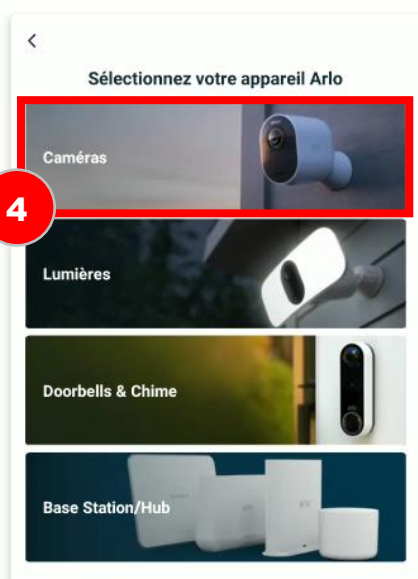 Sélectionnez votre appareil Arlo
Caméras
4
Lumières
Doorbells & Chime
Base Station/Hub